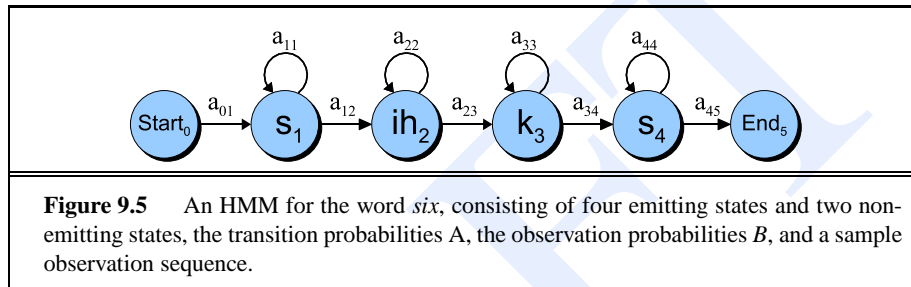 a11 a22 a33 a44
Start0 a01 s1 a12 ih2 a23 k3 a34 s4 a45 End5
Figure 9.5 An HMM for the word six, consisting of four emitting states and two non-
emitting states, the transition probabilities A, the observation probabilities B, and a sample
observation sequence.